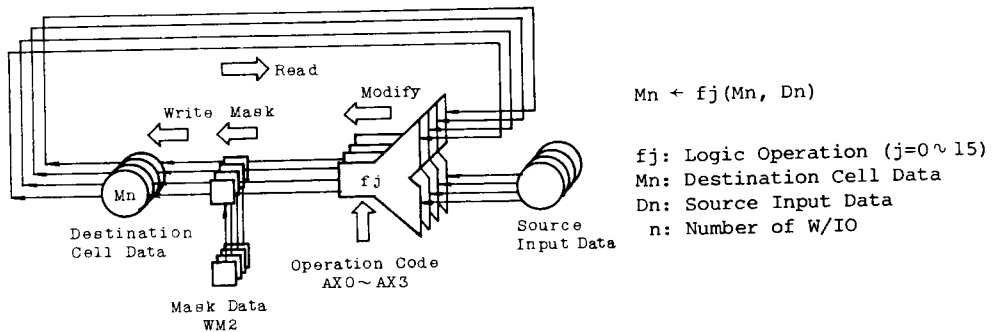 Read
Modify
Write Mask
Mn
fj
Destination
Cell Data
Operation Code
AX0~AX3
Source
Input Data
Mask Data
WM2
Mn ← fj(Mn, Dn)
fj: Logic Operation (j=0~15)
Mn: Destination Cell Data
Dn: Source Input Data
n: Number of W/IO